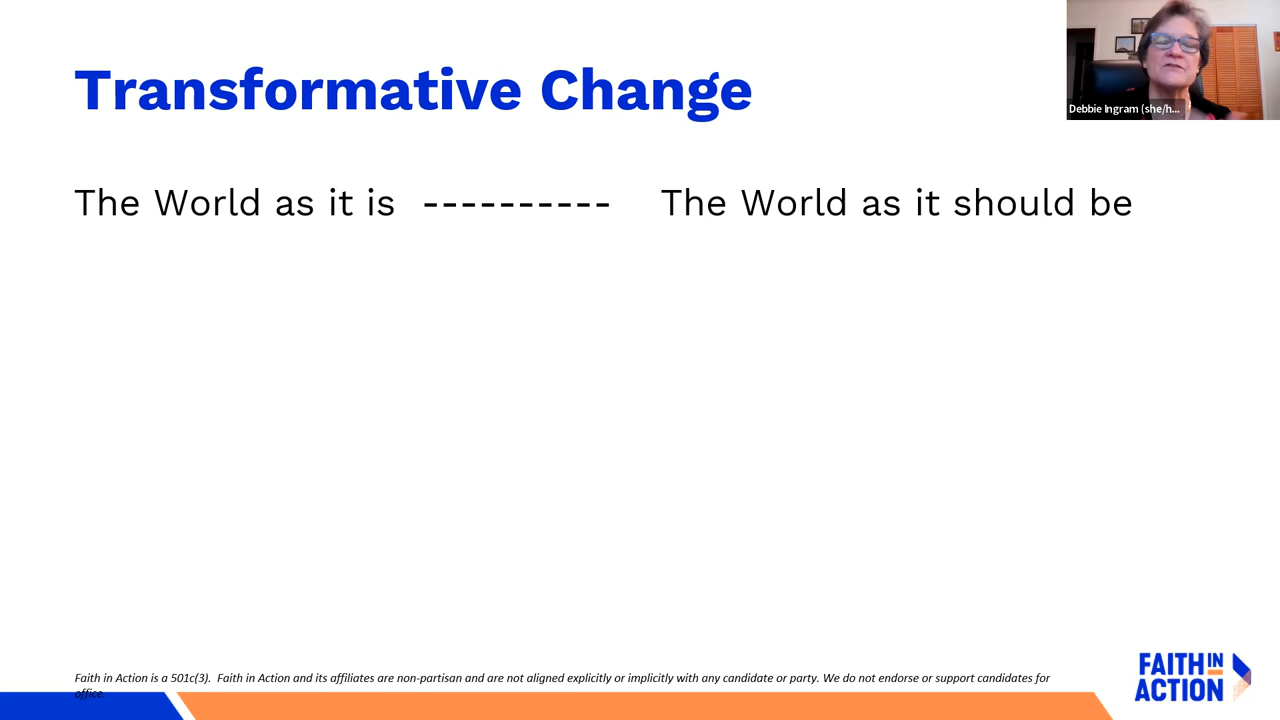 Transformative Change
Debbie Ingram (she/h...
The World as it is ---------- The World as it should be
Faith in Action is a 501c(3). Faith in Action and its affiliates are non-partisan and are not aligned explicitly or implicitly with any candidate or party. We do not endorse or support candidates for
office.
FAITH IN
ACTION